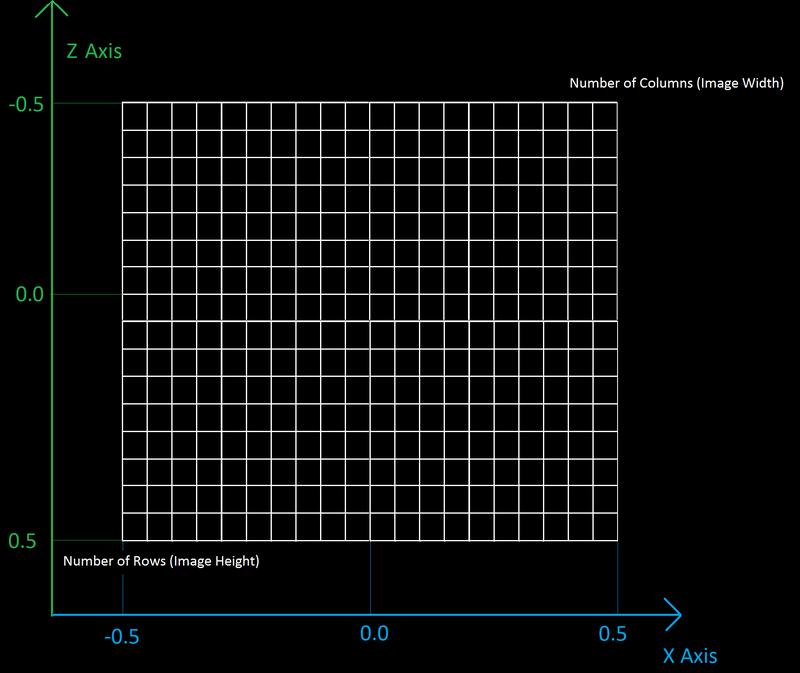 Z Axis
Number of Columns (Image Width)
-0.5
0.0
0.5
Number of Rows (Image Height)
-0.5
0.0
0.5
X Axis